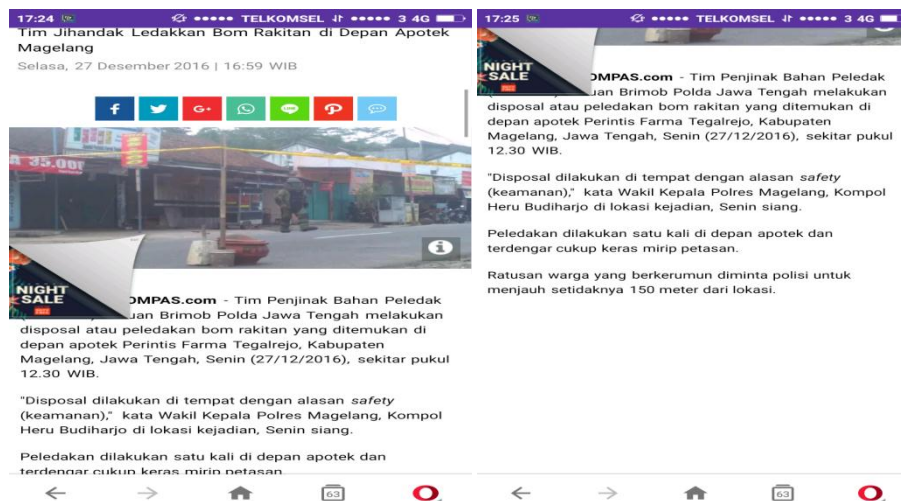 17:24
TELKOMSEL
3 4G
Tim Jihandak Ledakkan Bom Rakitan di Depan Apotek
Magelang
Selasa, 27 Desember 2016 | 16:59 WIB
f
G+
A 35.000
i
NIGHT
SALE
OMPAS.com - Tim Penjinak Bahan Peledak
uan Brimob Polda Jawa Tengah melakukan
disposal atau peledakan bom rakitan yang ditemukan di
depan apotek Perintis Farma Tegalrejo, Kabupaten
Magelang, Jawa Tengah, Senin (27/12/2016), sekitar pukul
12.30 WIB.
"Disposal dilakukan di tempat dengan alasan safety
(keamanan)," kata Wakil Kepala Polres Magelang, Kompol
Heru Budiharjo di lokasi kejadian, Senin siang.
Peledakan dilakukan satu kali di depan apotek dan
terdengar cukup keras mirip petasan.
63
17:25
TELKOMSEL
3 4G
NIGHT
SALE
OMPAS.com - Tim Penjinak Bahan Peledak
uan Brimob Polda Jawa Tengah melakukan
disposal atau peledakan bom rakitan yang ditemukan di
depan apotek Perintis Farma Tegalrejo, Kabupaten
Magelang, Jawa Tengah, Senin (27/12/2016), sekitar pukul
12.30 WIB.
"Disposal dilakukan di tempat dengan alasan safety
(keamanan)," kata Wakil Kepala Polres Magelang, Kompol
Heru Budiharjo di lokasi kejadian, Senin siang.
Peledakan dilakukan satu kali di depan apotek dan
terdengar cukup keras mirip petasan.
Ratusan warga yang berkerumun diminta polisi untuk
menjauh setidaknya 150 meter dari lokasi.
63